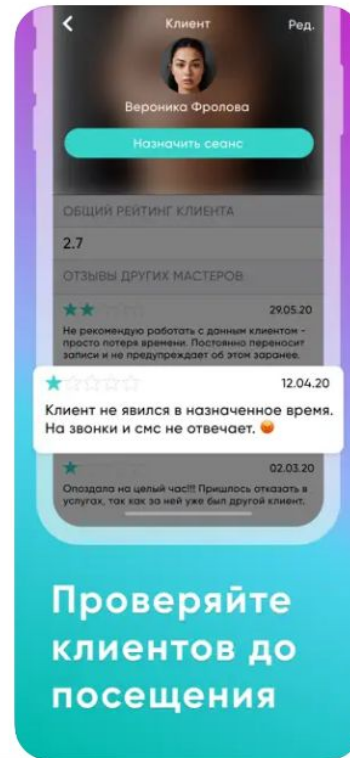 Клиент
Ред.
Вероника Фролова
Назначить сеанс
ОБЩИЙ РЕЙТИНГ КЛИЕНТА
2.7
ОТЗЫВЫ ДРУГИХ МАСТЕРОВ
29.05.20
Не рекомендую работать с данным клиентом -
просто потеря времени. Постоянно переносит
записи и не предупреждает об этом заранее.
12.04.20
Клиент не явился в назначенное время.
На звонки и смс не отвечает. 😡
02.03.20
Опоздала на целый час!!! Пришлось отказать в
услугах, так как за ней уже был другой клиент.
Проверяйте
клиентов до
посещения